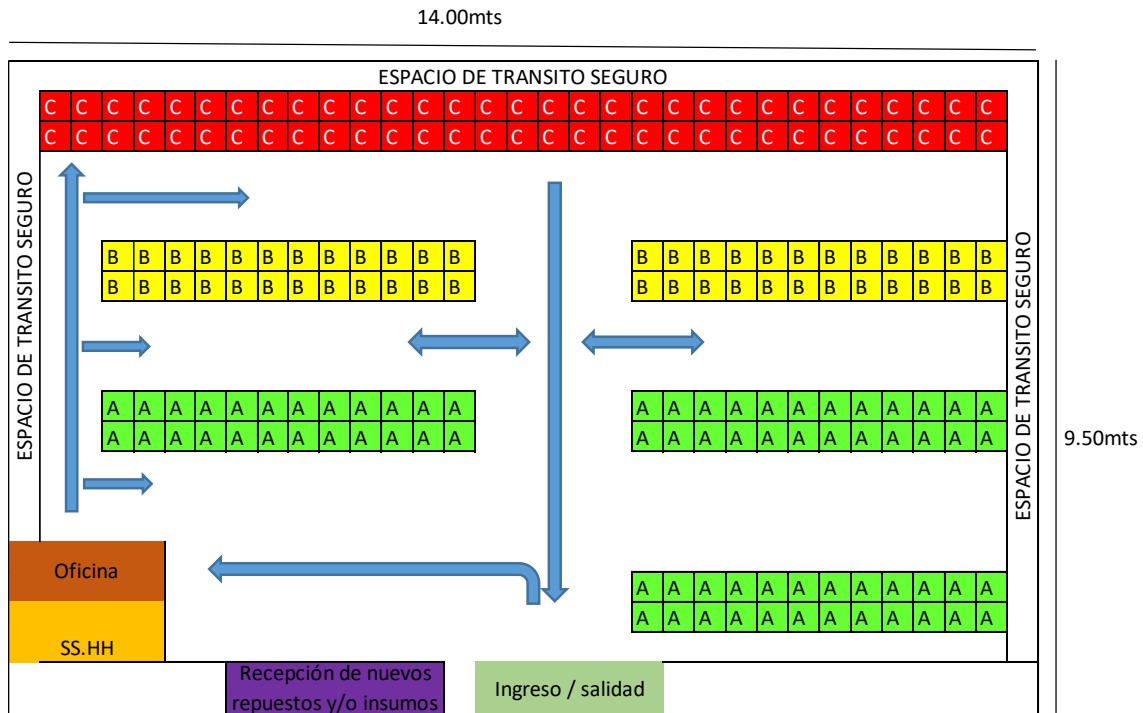 14.00mts
ESPACIO DE TRANSITO SEGURO
C C C C C C C C C C C C C C C C C C C C C C C C C C C C C C C
C C C C C C C C C C C C C C C C C C C C C C C C C C C C C C C
ESPACIO DE TRANSITO SEGURO
B B B B B B B B B B B B
B B B B B B B B B B B B
B B B B B B B B B B B B
B B B B B B B B B B B B
ESPACIO DE TRANSITO SEGURO
A A A A A A A A A A A A
A A A A A A A A A A A A
A A A A A A A A A A A A
A A A A A A A A A A A A
9.50mts
Oficina
A A A A A A A A A A A A
A A A A A A A A A A A A
SS.HH
Recepción de nuevos
repuestos y/o insumos
Ingreso / salidad